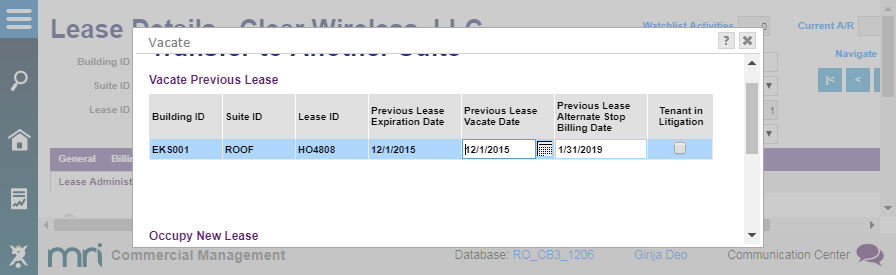 Lease Details - Clear Wireless, LLC
Watchlist Activities
Current A/R
Building ID
Suite ID
Lease ID
Navigate
|<
<
1
General
Billin
Lease Administ
Vacate
?
Transfer to Another Suite
Vacate Previous Lease
Building ID Suite ID Lease ID Previous Lease Expiration Date Previous Lease Vacate Date Previous Lease Alternate Stop Billing Date Tenant in Litigation
EKS001 ROOF HO4808 12/1/2015 12/1/2015 1/31/2019
Occupy New Lease
mri Commercial Management Database: RO_CB3_1206 Girija Deo Communication Center